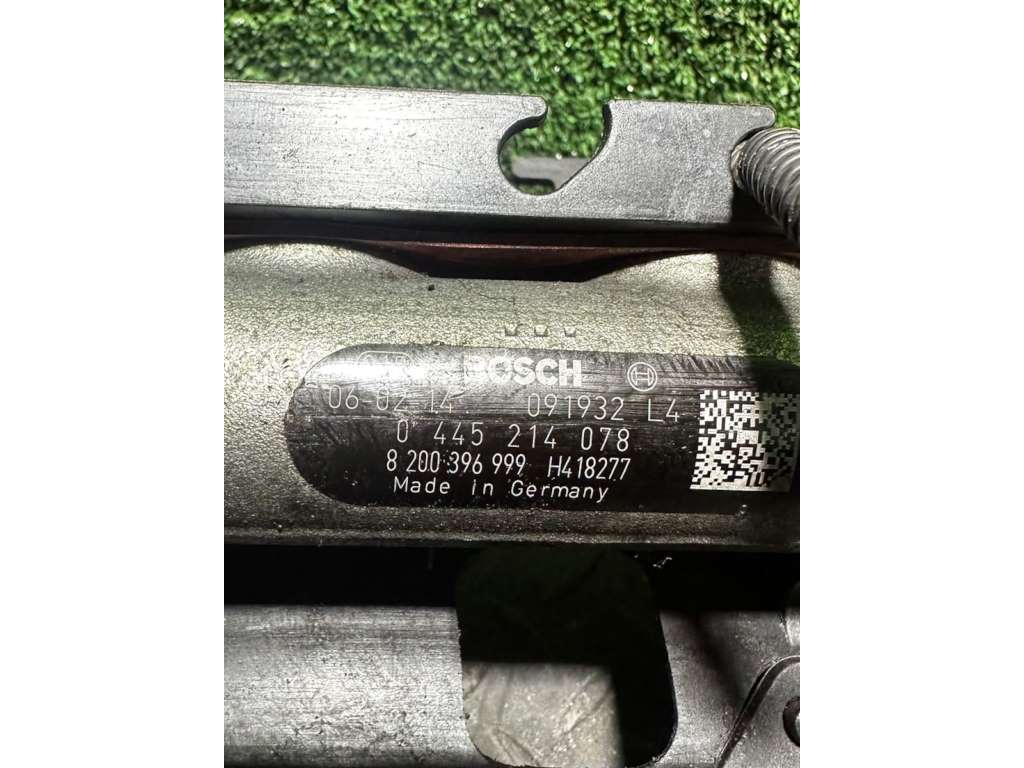 BOSCH
06 02 14 091932 L4
0 445 214 078
8 200 396 999 H418277
Made in Germany